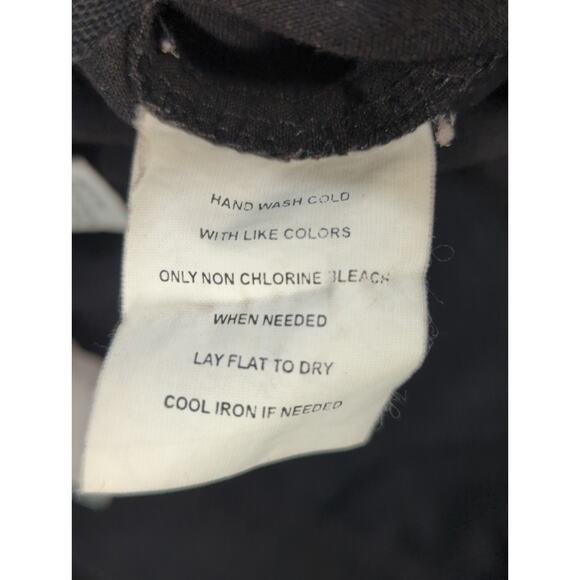 HAND WASH COLD
WITH LIKE COLORS
ONLY NON CHLORINE BLEACH
WHEN NEEDED
LAY FLAT TO DRY
COOL IRON IF NEEDED